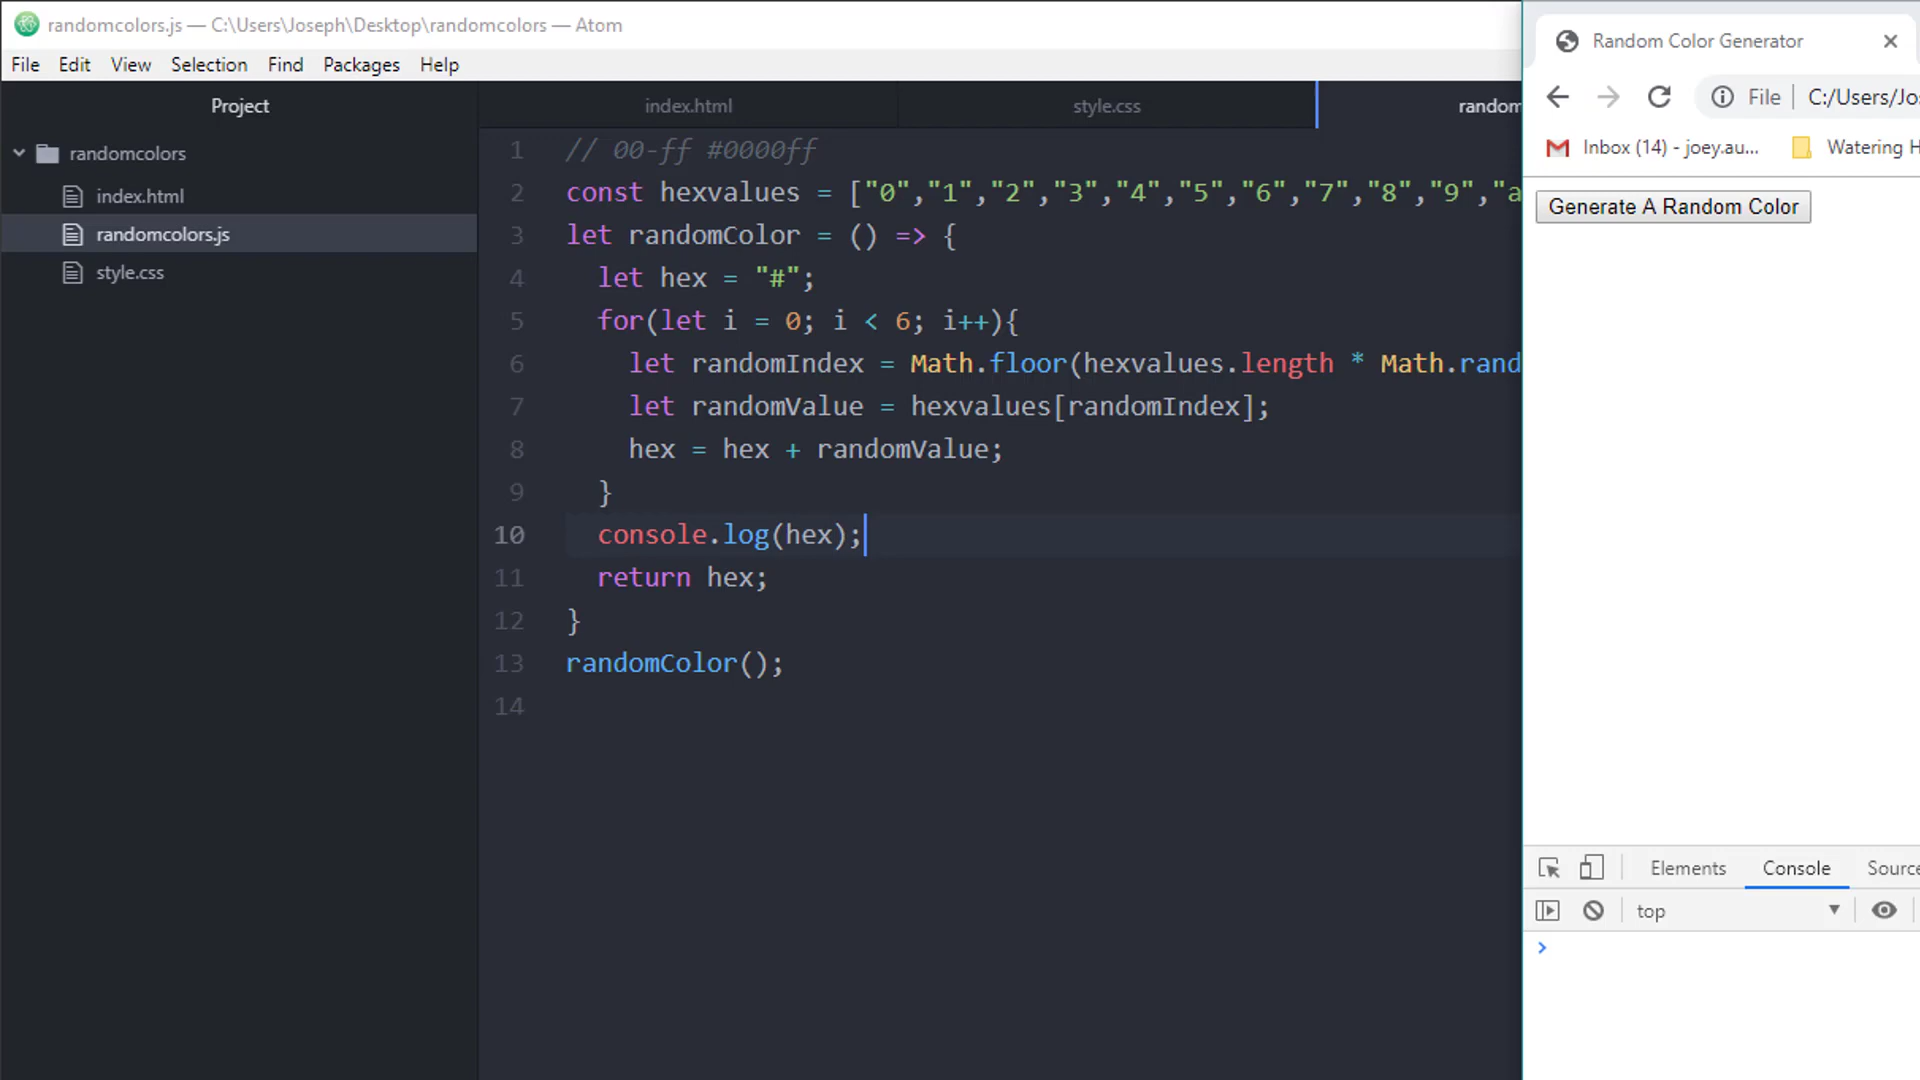 randomcolors.js — C:\Users\Joseph\Desktop\randomcolors — Atom
File Edit View Selection Find Packages Help
Project
randomcolors
index.html
randomcolors.js
style.css
index.html style.css random
1 // 00-ff #0000ff
2 const hexvalues = ["0","1","2","3","4","5","6","7","8","9","a
3 let randomColor = () => {
4 let hex = "#";
5 for(let i = 0; i < 6; i++){
6 let randomIndex = Math.floor(hexvalues.length * Math.rand
7 let randomValue = hexvalues[randomIndex];
8 hex = hex + randomValue;
9 }
10 console.log(hex);
11 return hex;
12 }
13 randomColor();
14
Random Color Generator
File C:/Users/Jos
Inbox (14) - joey.au... Watering H
Generate A Random Color
Elements Console Source
top